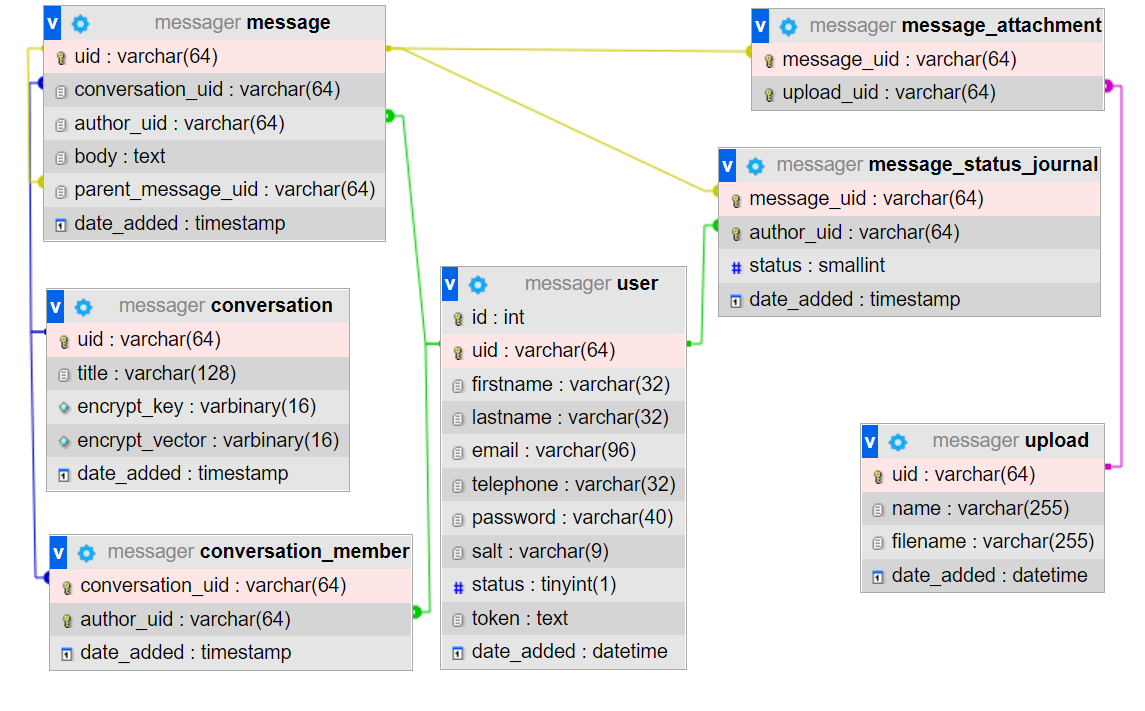 v messager message
uid : varchar(64)
conversation_uid : varchar(64)
author_uid : varchar(64)
body : text
parent_message_uid : varchar(64)
date_added : timestamp
v messager conversation
uid : varchar(64)
title : varchar(128)
encrypt_key : varbinary(16)
encrypt_vector : varbinary(16)
date_added : timestamp
v messager conversation_member
conversation_uid : varchar(64)
author_uid : varchar(64)
date_added : timestamp
v messager user
id : int
uid : varchar(64)
firstname : varchar(32)
lastname : varchar(32)
email : varchar(96)
telephone : varchar(32)
password : varchar(40)
salt : varchar(9)
# status : tinyint(1)
token : text
date_added : datetime
v messager message_attachment
message_uid : varchar(64)
upload_uid : varchar(64)
v messager message_status_journal
message_uid : varchar(64)
author_uid : varchar(64)
# status : smallint
date_added : timestamp
v messager upload
uid : varchar(64)
name : varchar(255)
filename : varchar(255)
date_added : datetime